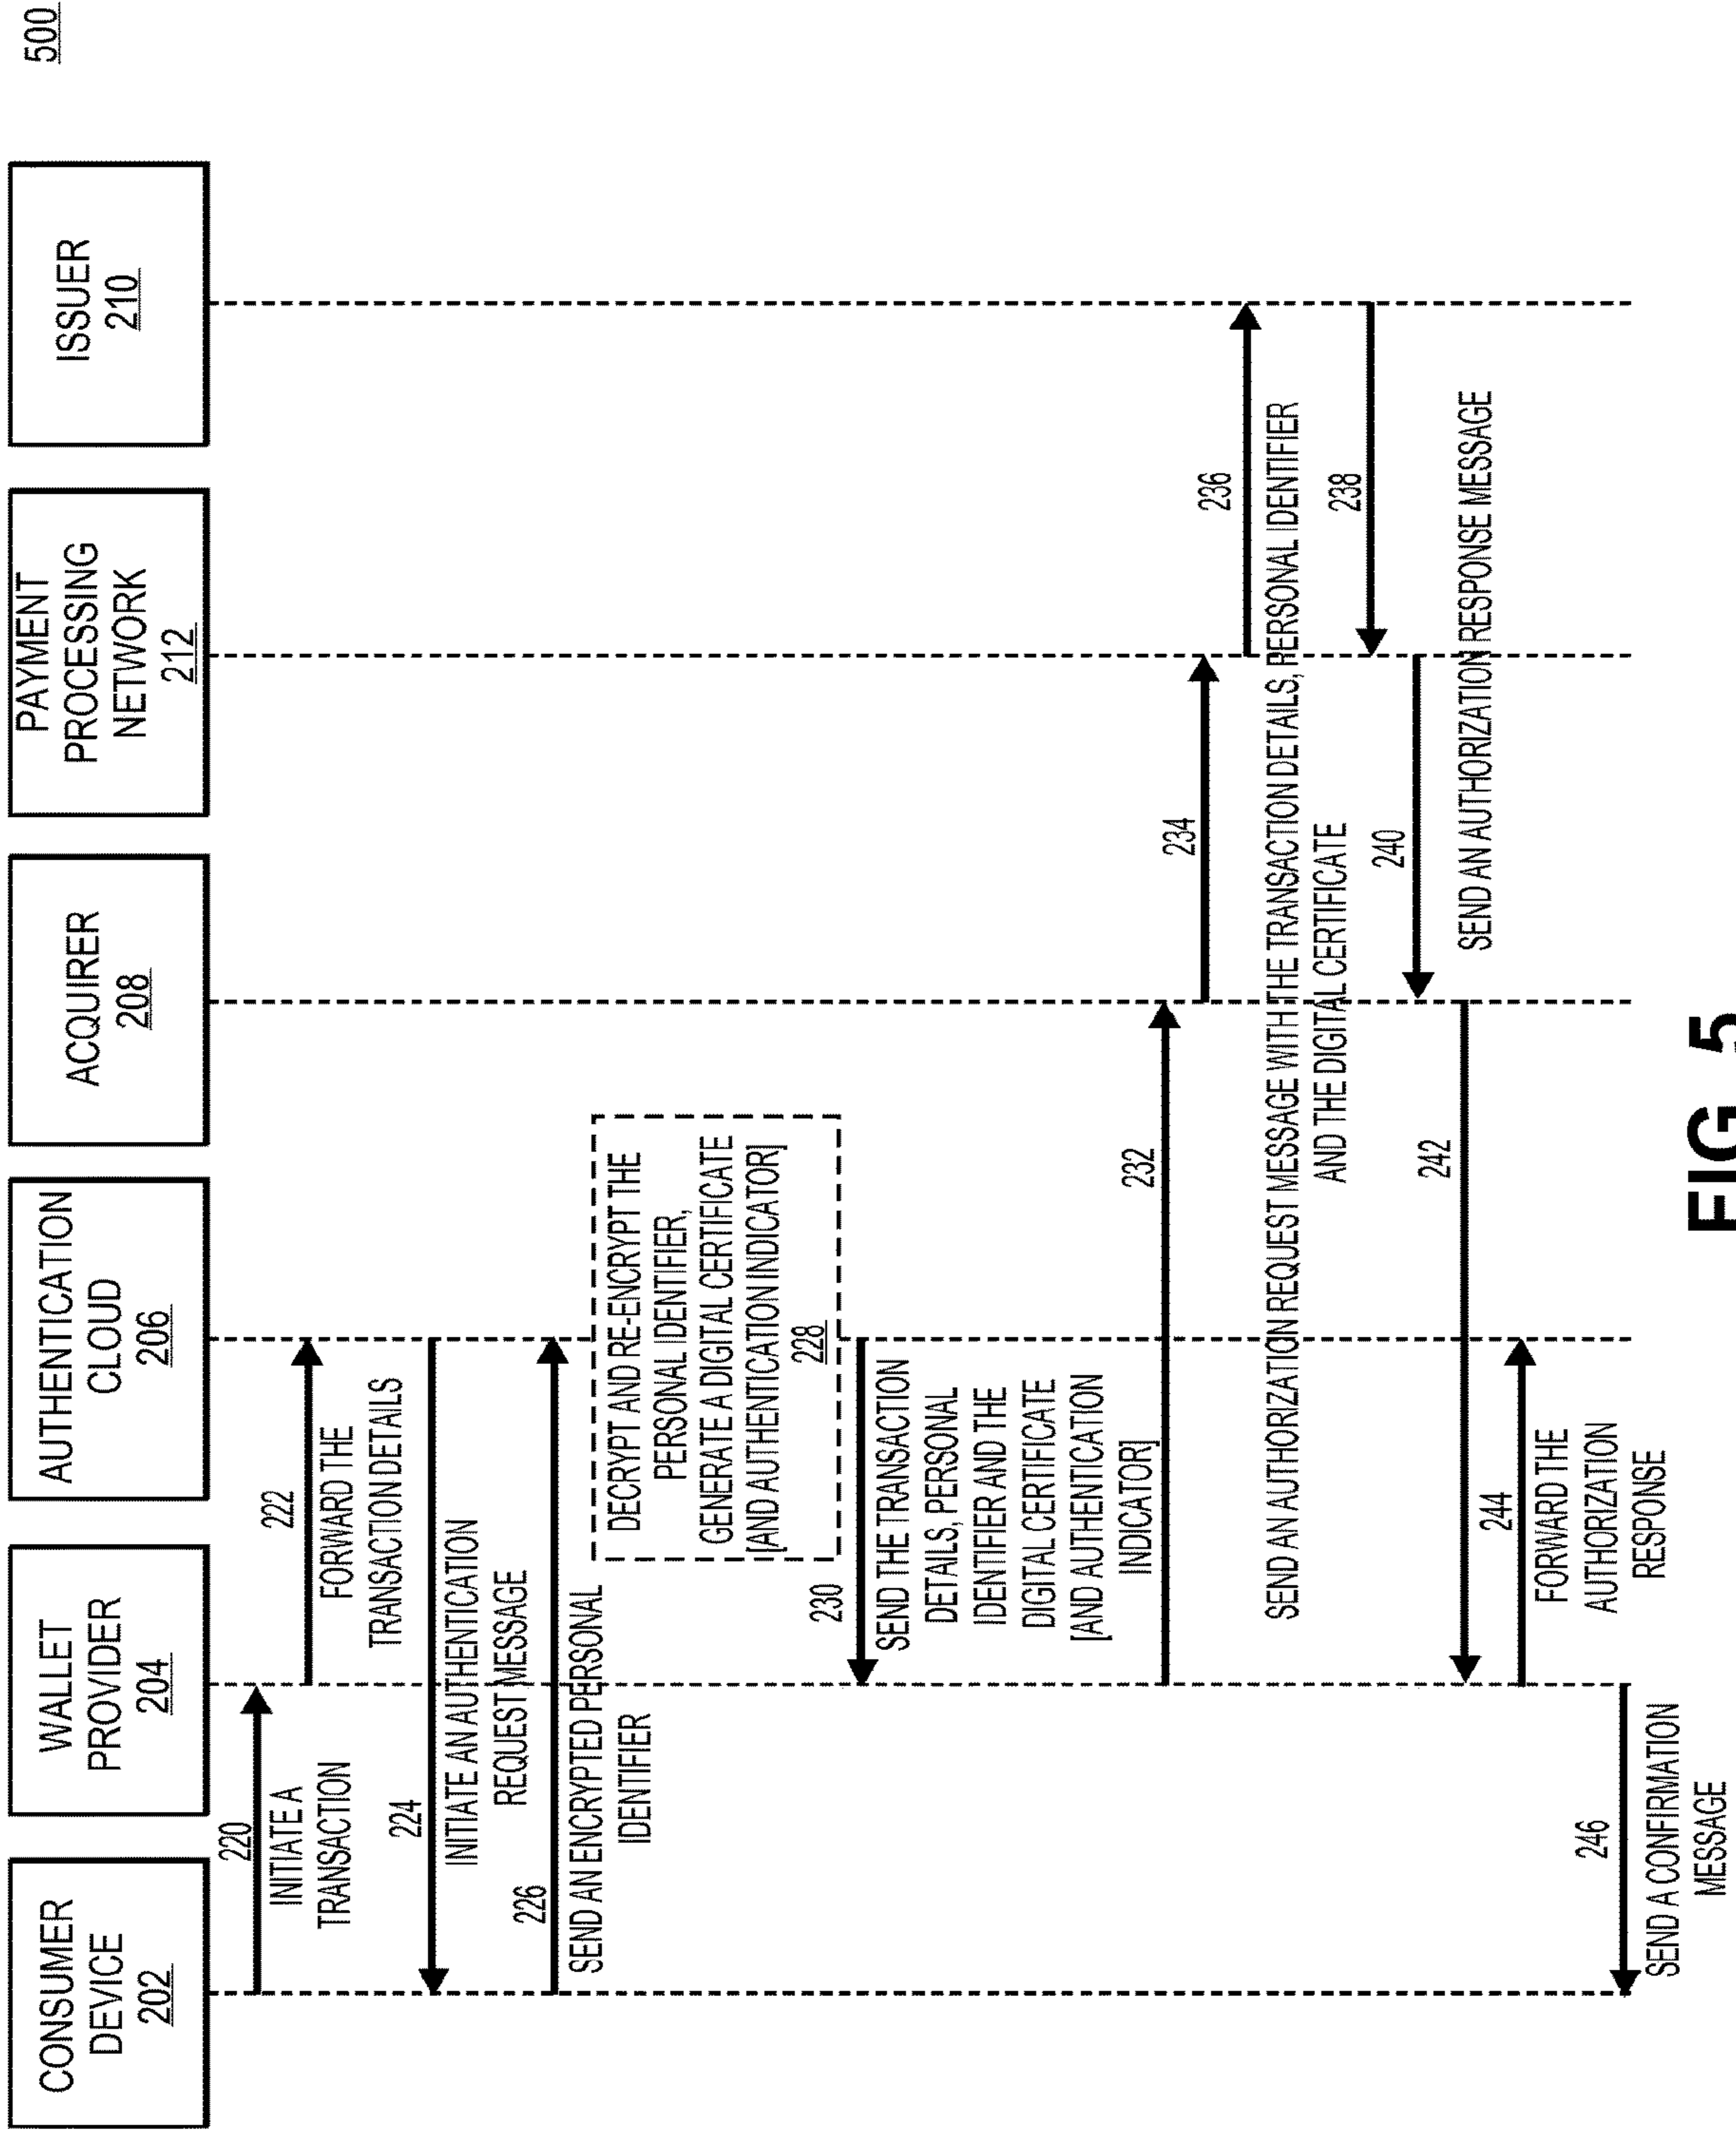 500
CONSUMER
DEVICE
202
WALLET
PROVIDER
204
AUTHENTICATION
CLOUD
206
ACQUIRER
208
PAYMENT
PROCESSING
NETWORK
212
ISSUER
210
220
INITIATE A
TRANSACTION
222
FORWARD THE
TRANSACTION DETAILS
224
INITIATE AN AUTHENTICATION
REQUEST MESSAGE
226
SEND AN ENCRYPTED PERSONAL
IDENTIFIER
DECRYPT AND RE-ENCRYPT THE
PERSONAL IDENTIFIER,
GENERATE A DIGITAL CERTIFICATE
[AND AUTHENTICATION INDICATOR]
228
230
SEND THE TRANSACTION
DETAILS, PERSONAL
IDENTIFIER AND THE
DIGITAL CERTIFICATE
[AND AUTHENTICATION
INDICATOR]
232
234
236
SEND AN AUTHORIZATION REQUEST MESSAGE WITH THE TRANSACTION DETAILS, PERSONAL IDENTIFIER
AND THE DIGITAL CERTIFICATE
238
240
242
SEND AN AUTHORIZATION RESPONSE MESSAGE
244
FORWARD THE
AUTHORIZATION
RESPONSE
246
SEND A CONFIRMATION
MESSAGE
FIG. 5